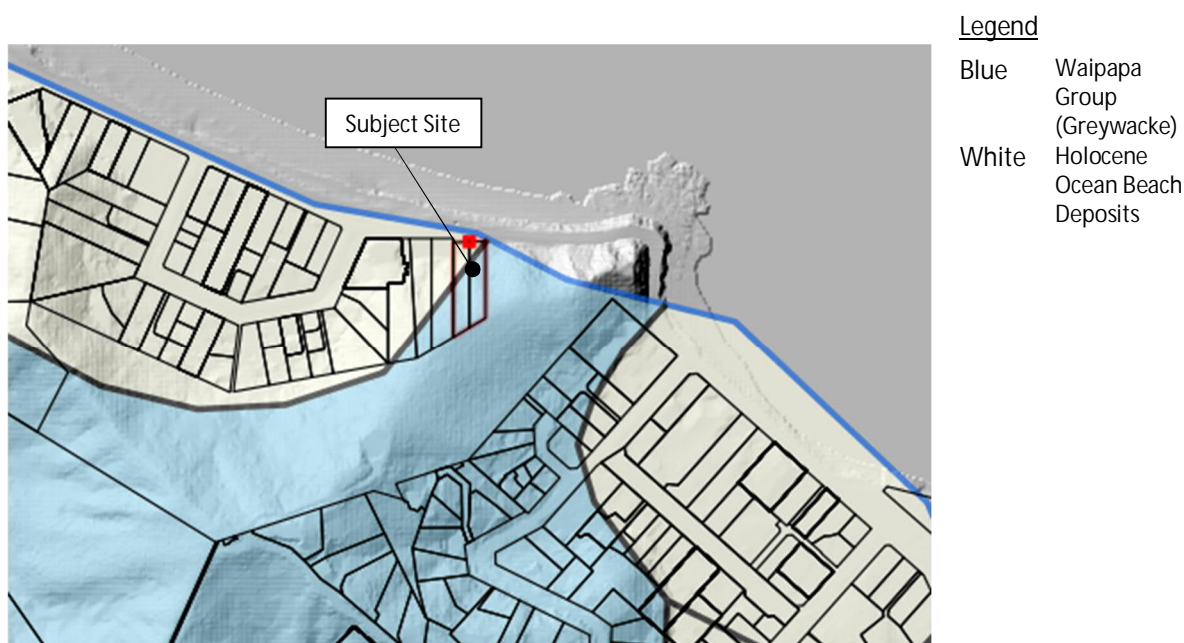 Legend
Blue Waipapa
Group
(Greywacke)
White Holocene
Ocean Beach
Deposits
Subject Site